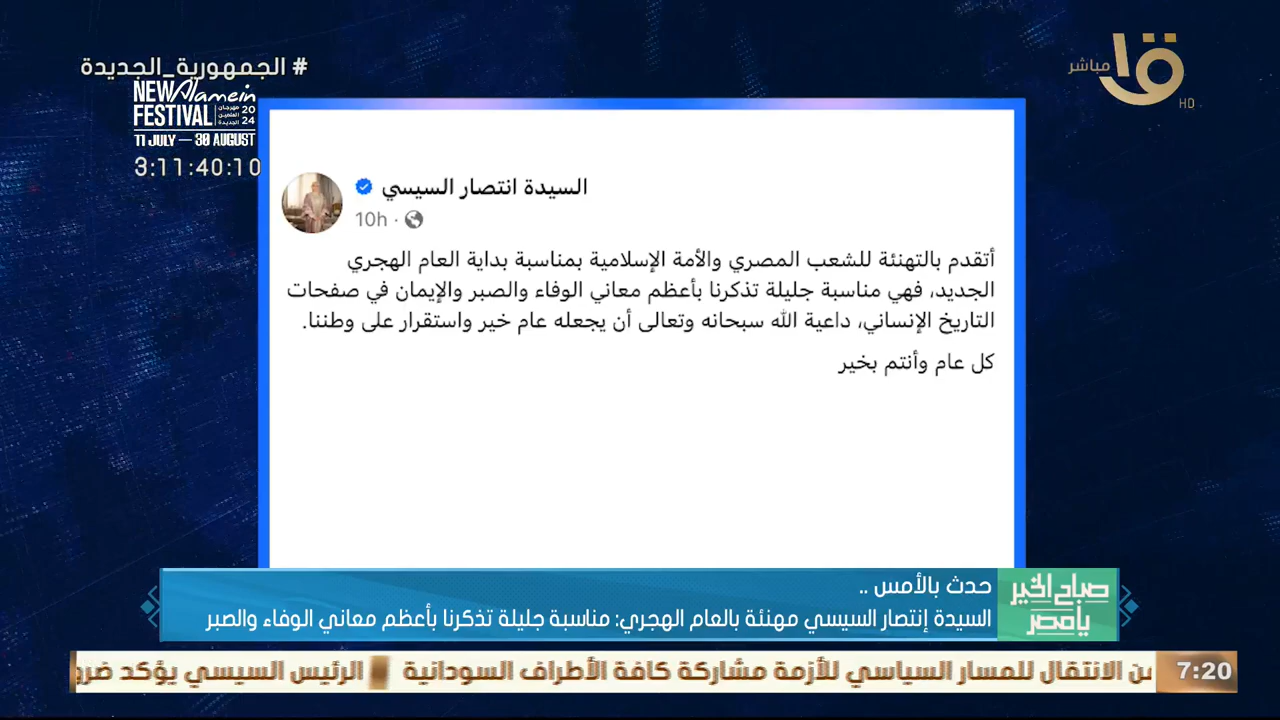 # الجمهورية_الجديدة
NEW Alamein
FESTIVAL
مهرجان العلمين الجديدة
2024
11 JULY — 30 AUGUST
3:11:40:10
مباشر
HD
السيدة انتصار السيسي
10h ·
أتقدم بالتهنئة للشعب المصري والأمة الإسلامية بمناسبة بداية العام الهجري
الجديد، فهي مناسبة جليلة تذكرنا بأعظم معاني الوفاء والصبر والإيمان في صفحات
التاريخ الإنساني، داعية الله سبحانه وتعالى أن يجعله عام خير واستقرار على وطننا.
كل عام وأنتم بخير
صباح الخير
يا مصر
حدث بالأمس ..
السيدة إنتصار السيسي مهنئة بالعام الهجري: مناسبة جليلة تذكرنا بأعظم معاني الوفاء والصبر
7:20
الانتقال للمسار السياسي للأزمة مشاركة كافة الأطراف السودانية
الرئيس السيسي يؤكد